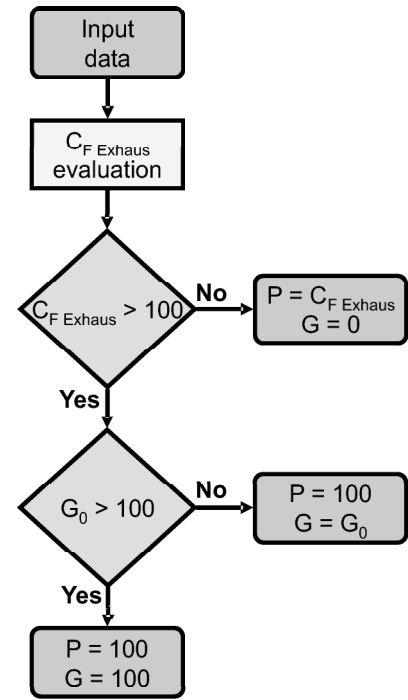 Input
data
C_F Exhaus
evaluation
C_F Exhaus > 100
No
P = C_F Exhaus
G = 0
Yes
G_0 > 100
No
P = 100
G = G_0
Yes
P = 100
G = 100